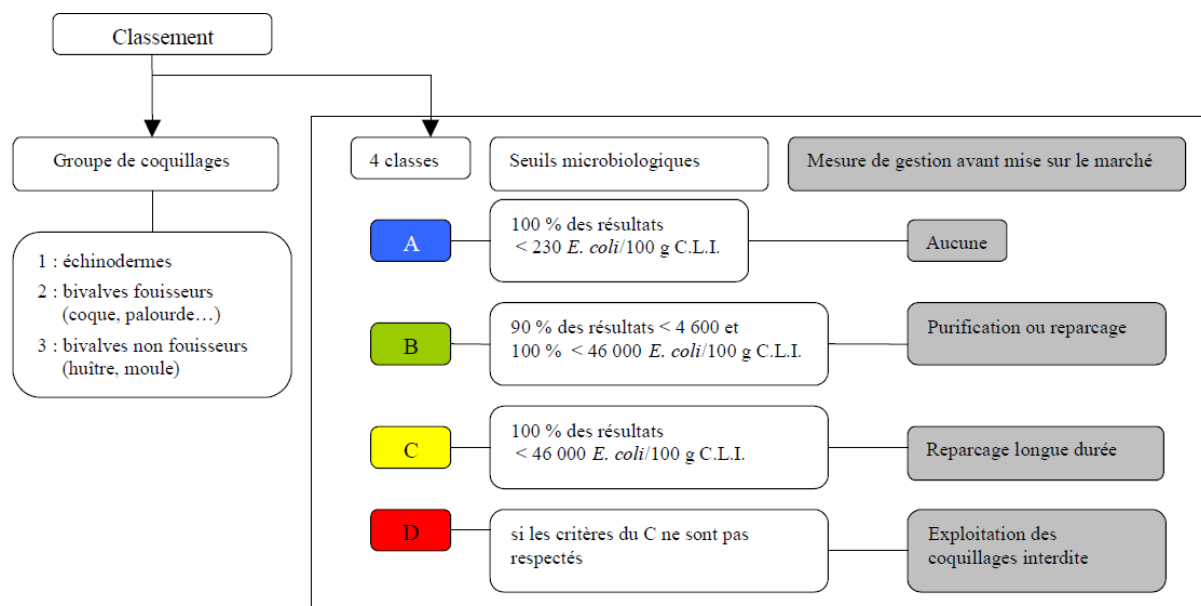 Classement
Groupe de coquillages
4 classes
Seuils microbiologiques
Mesure de gestion avant mise sur le marché
1 : échinodermes
2 : bivalves fouisseurs
(coque, palourde…)
3 : bivalves non fouisseurs
(huître, moule)
A
100 % des résultats
< 230 E. coli/100 g C.L.I.
Aucune
B
90 % des résultats < 4 600 et
100 % < 46 000 E. coli/100 g C.L.I.
Purification ou reparcage
C
100 % des résultats
< 46 000 E. coli/100 g C.L.I.
Reparcage longue durée
D
si les critères du C ne sont pas
respectés
Exploitation des
coquillages interdite